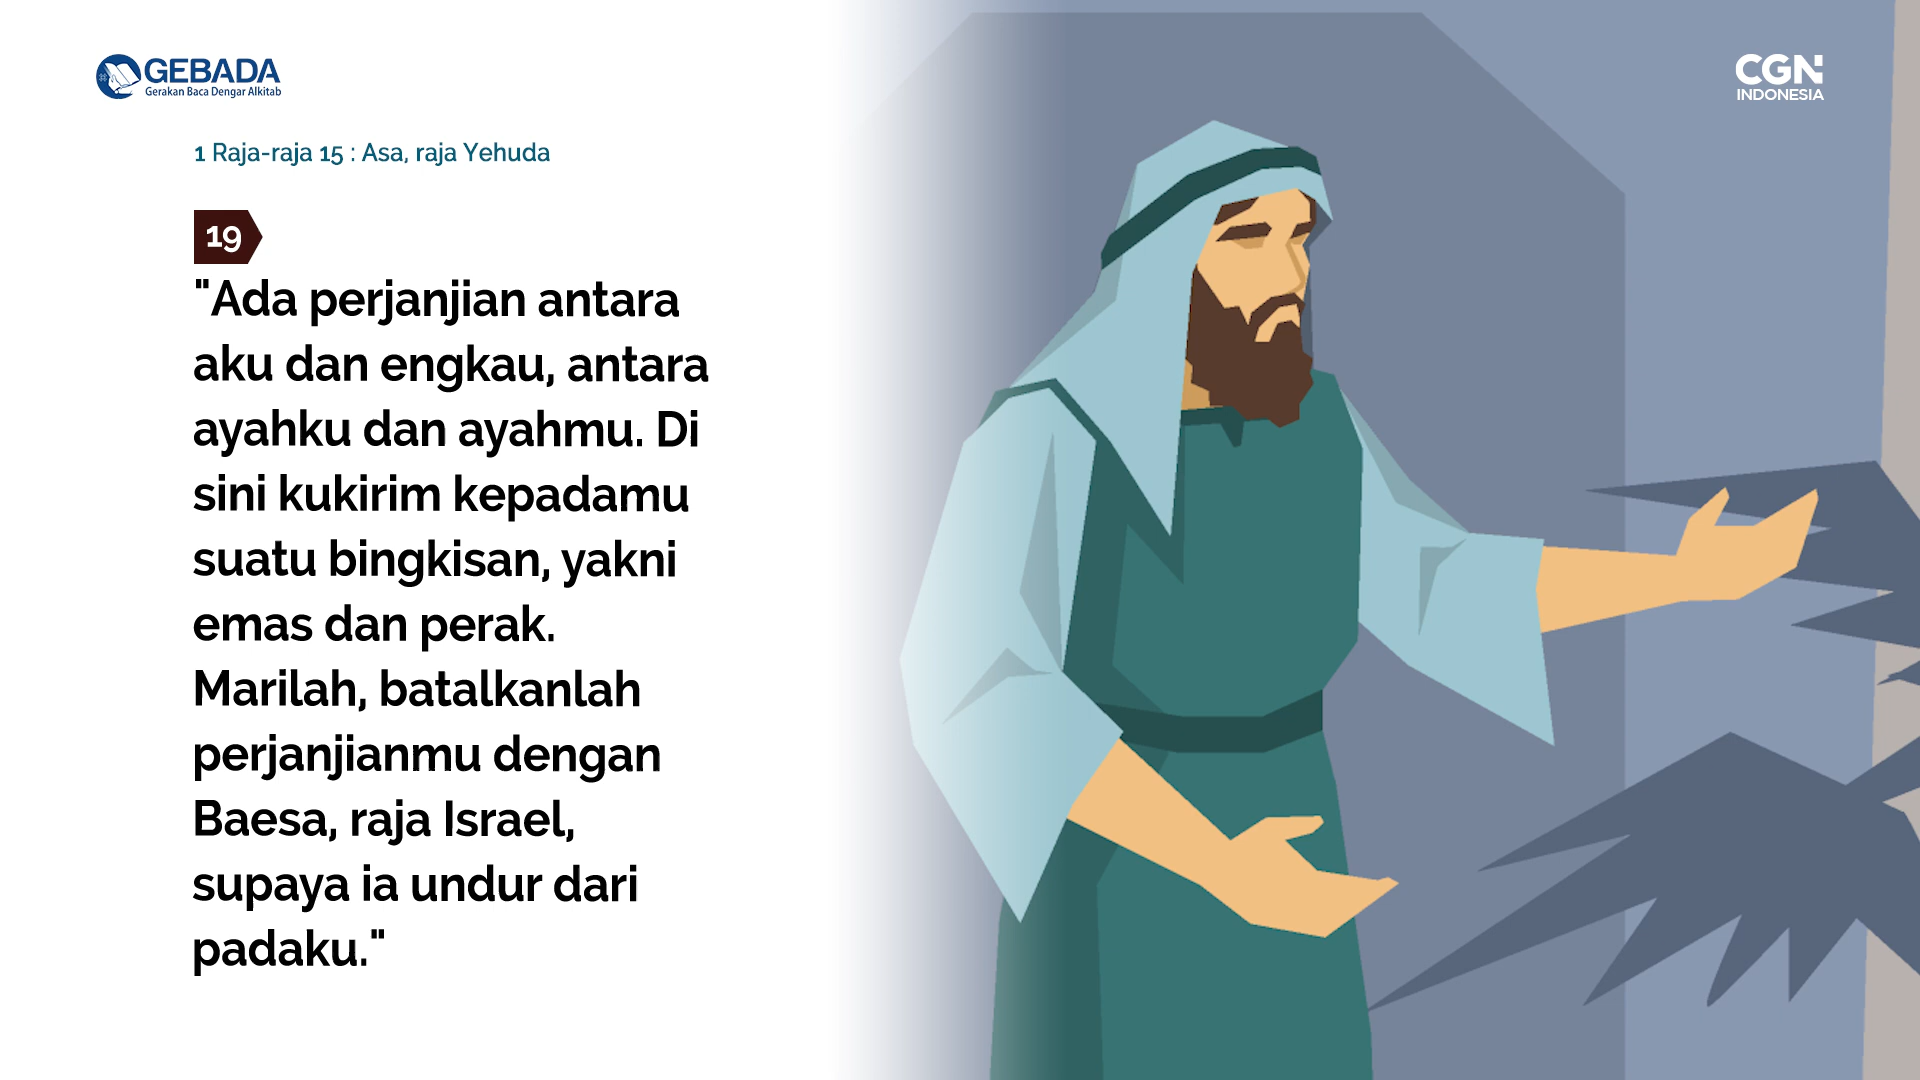 GEBADA
Gerakan Baca Dengar Alkitab
CGN
INDONESIA
1 Raja-raja 15 : Asa, raja Yehuda
19
"Ada perjanjian antara
aku dan engkau, antara
ayahku dan ayahmu. Di
sini kukirim kepadamu
suatu bingkisan, yakni
emas dan perak.
Marilah, batalkanlah
perjanjianmu dengan
Baesa, raja Israel,
supaya ia undur dari
padaku."